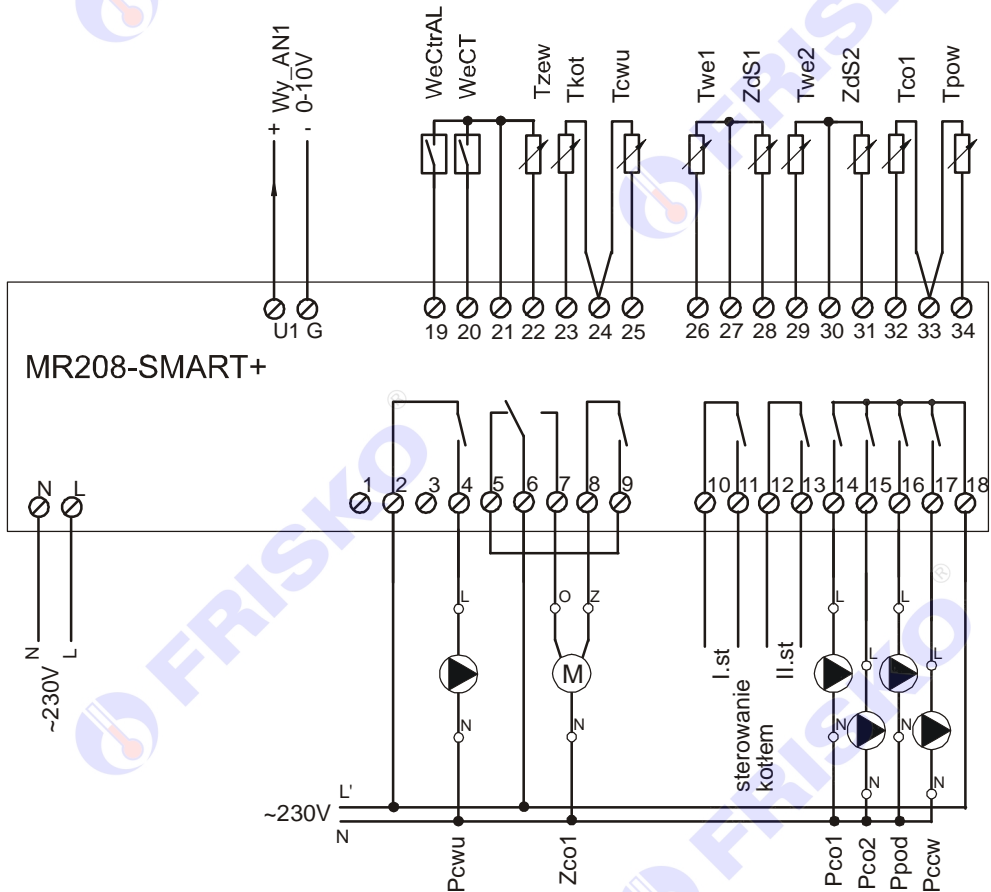 Wy_AN1
0-10V
+
-
WeCtrAL
WeCT
Tzew
Tkot
Tcwu
Twe1
ZdS1
Twe2
ZdS2
Tco1
Tpow
U1 G
19 20 21 22 23 24 25
26 27 28 29 30 31 32 33 34
MR208-SMART+
N L
1 2 3 4 5 6 7 8 9
10 11 12 13 14 15 16 17 18
N
L
~230V
L
N
O Z
M
N
I.st
II.st
sterowanie
kotłem
L
N
L
N
L
N
L
N
L'
~230V
N
Pcwu
Zco1
Pco1
Pco2
Ppod
Pccw
FRISKO ®
FRISKO ®
FRISKO